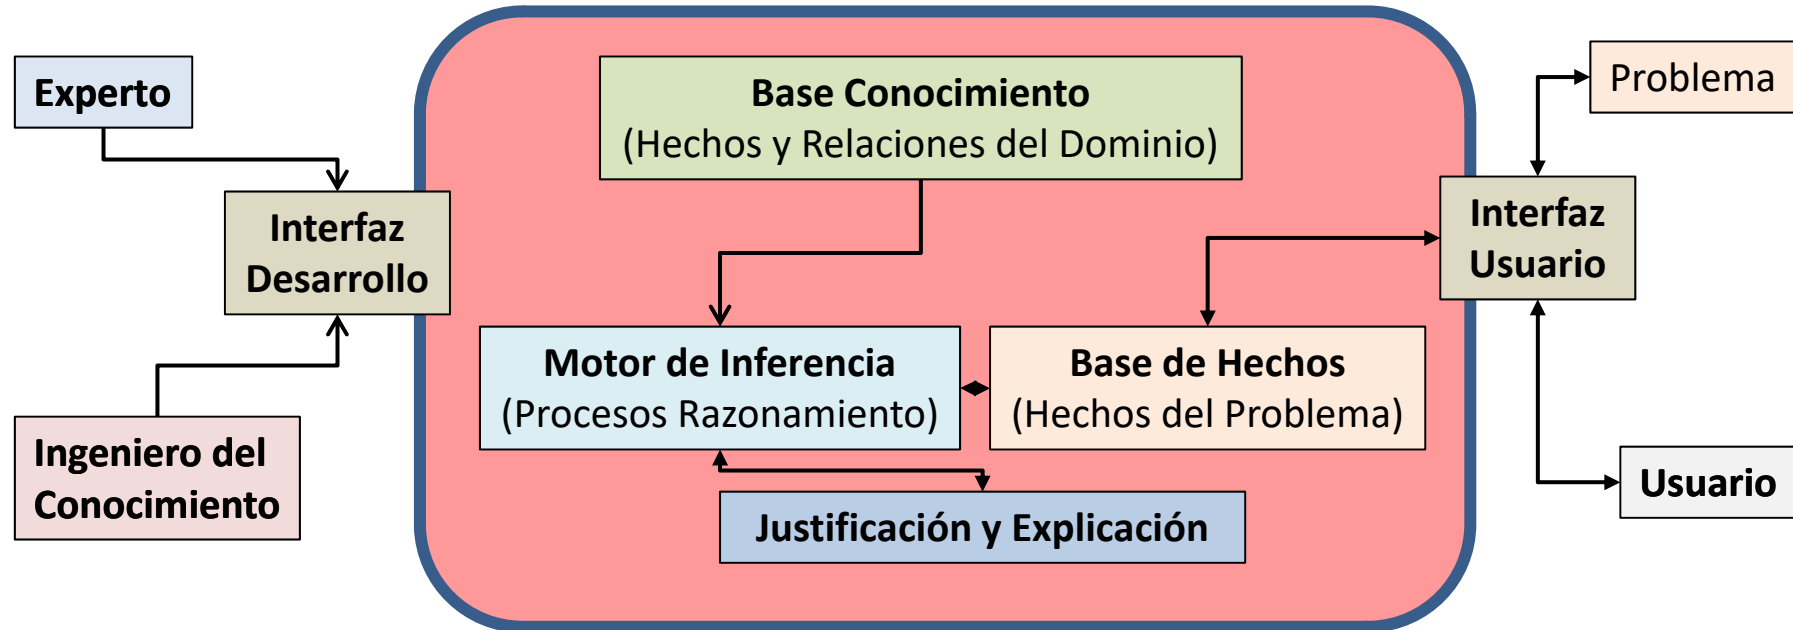 Experto
Interfaz
Desarrollo
Ingeniero del
Conocimiento
Base Conocimiento
(Hechos y Relaciones del Dominio)
Motor de Inferencia
(Procesos Razonamiento)
Base de Hechos
(Hechos del Problema)
Justificación y Explicación
Problema
Interfaz
Usuario
Usuario